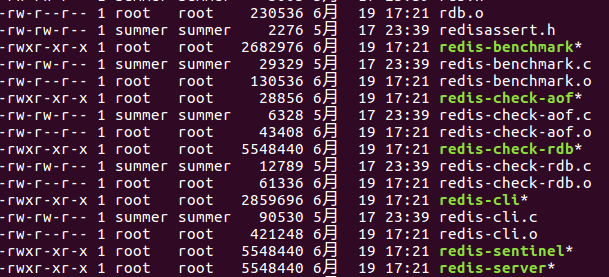 -rw-r--r-- 1 root   root    230536 6月  19 17:21 rdb.o
-rw-rw-r-- 1 summer summer    2276 5月  17 23:39 redisassert.h
-rwxr-xr-x 1 root   root   2682976 6月  19 17:21 redis-benchmark*
-rw-rw-r-- 1 summer summer   29329 5月  17 23:39 redis-benchmark.c
-rw-r--r-- 1 root   root    130536 6月  19 17:21 redis-benchmark.o
-rwxr-xr-x 1 root   root     28856 6月  19 17:21 redis-check-aof*
-rw-rw-r-- 1 summer summer    6328 5月  17 23:39 redis-check-aof.c
-rw-r--r-- 1 root   root     43408 6月  19 17:21 redis-check-aof.o
-rwxr-xr-x 1 root   root   5548440 6月  19 17:21 redis-check-rdb*
-rw-rw-r-- 1 summer summer   12789 5月  17 23:39 redis-check-rdb.c
-rw-r--r-- 1 root   root     61336 6月  19 17:21 redis-check-rdb.o
-rwxr-xr-x 1 root   root   2859696 6月  19 17:21 redis-cli*
-rw-rw-r-- 1 summer summer   90530 5月  17 23:39 redis-cli.c
-rw-r--r-- 1 root   root    421248 6月  19 17:21 redis-cli.o
-rwxr-xr-x 1 root   root   5548440 6月  19 17:21 redis-sentinel*
-rwxr-xr-x 1 root   root   5548440 6月  19 17:21 redis-server*